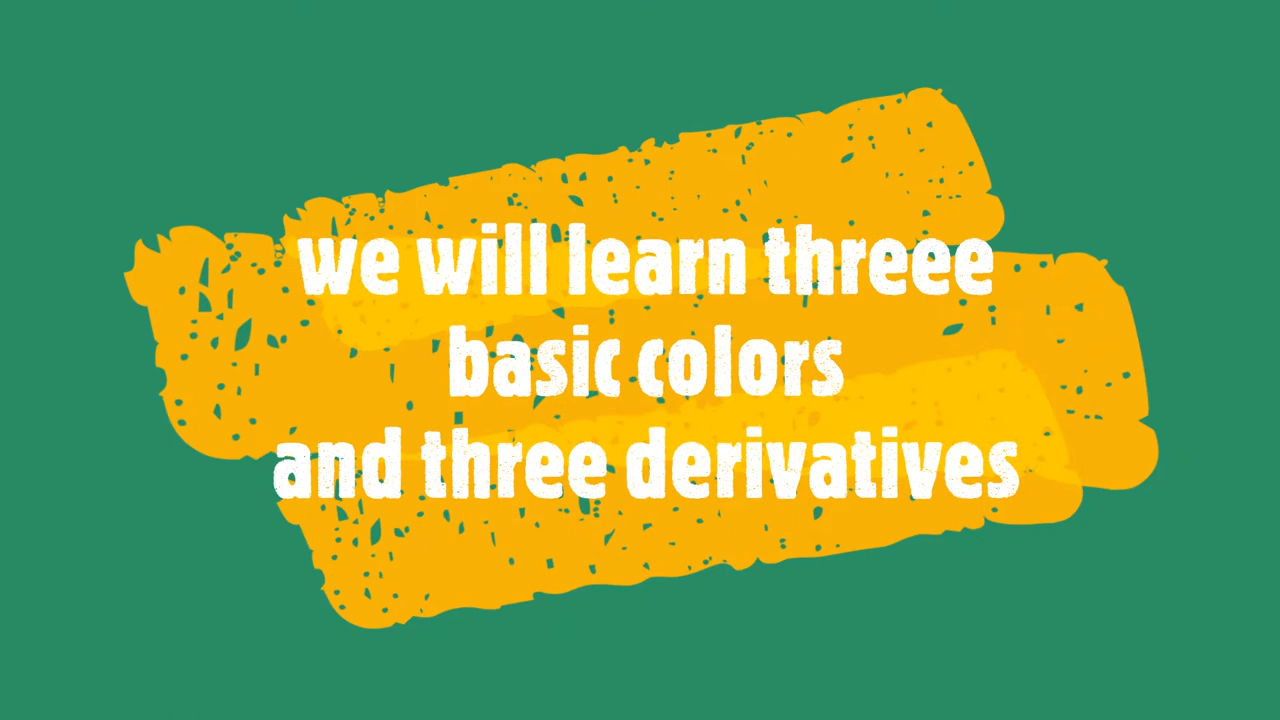 we will learn threee
basic colors
and three derivatives